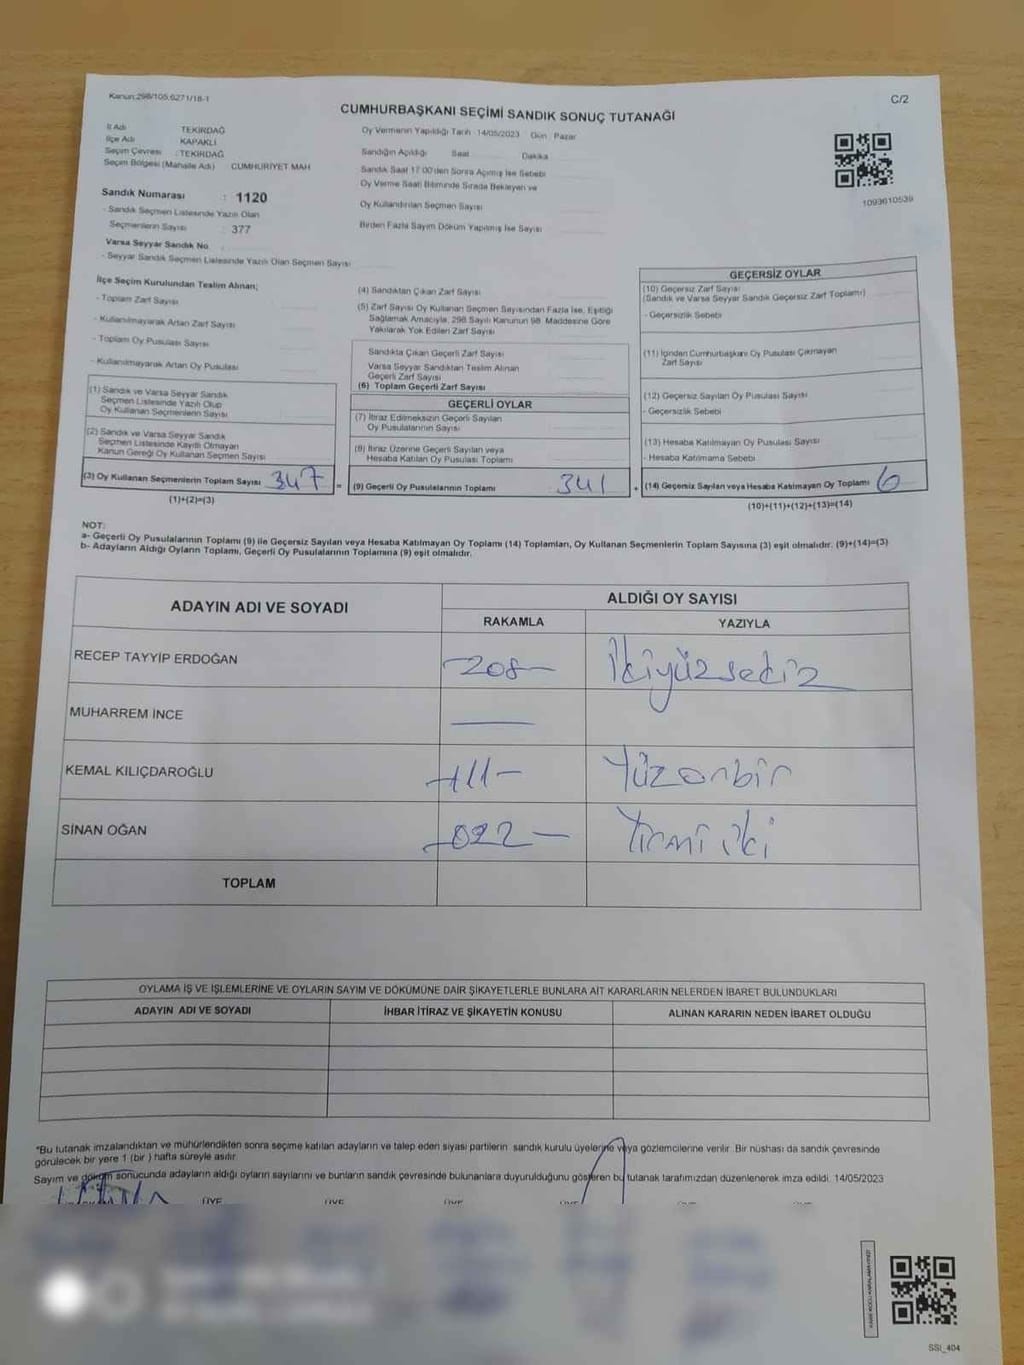 Kanun:298/105,6271/18-1
C/2
CUMHURBAŞKANI SEÇİMİ SANDIK SONUÇ TUTANAĞI
İl Adı TEKİRDAĞ
İlçe Adı KAPAKLI
Seçim Çevresi : TEKİRDAĞ
Seçim Bölgesi (Mahalle Adı) CUMHURİYET MAH
Sandık Numarası : 1120
- Sandık Seçmen Listesinde Yazılı Olan
Seçmenlerin Sayısı : 377
Varsa Seyyar Sandık No
- Seyyar Sandık Seçmen Listesinde Yazılı Olan Seçmen Sayısı
Oy Vermenin Yapıldığı Tarih :14/05/2023 Gün Pazar
Sandığın Açıldığı Saat Dakika
Sandık Saat 17.00'den Sonra Açılmış İse Sebebi
Oy Verme Saati Bitiminde Sırada Bekleyen ve
Oy Kullandırılan Seçmen Sayısı
Birden Fazla Sayım Döküm Yapılmış İse Sayısı
1093610539
İlçe Seçim Kurulundan Teslim Alınan;
- Toplam Zarf Sayısı
- Kullanılmayarak Artan Zarf Sayısı
- Toplam Oy Pusulası Sayısı
- Kullanılmayarak Artan Oy Pusulası
(1) Sandık ve Varsa Seyyar Sandık
Seçmen Listesinde Yazılı Olup
Oy Kullanan Seçmenlerin Sayısı
(2) Sandık ve Varsa Seyyar Sandık
Seçmen Listesinde Kayıtlı Olmayan
Kanun Gereği Oy Kullanan Seçmen Sayısı
(3) Oy Kullanan Seçmenlerin Toplam Sayısı 347 =
(1)+(2)=(3)
(4) Sandıktan Çıkan Zarf Sayısı
(5) Zarf Sayısı Oy Kullanan Seçmen Sayısından Fazla İse, Eşitliği
Sağlamak Amacıyla, 298 Sayılı Kanunun 98. Maddesine Göre
Yakılarak Yok Edilen Zarf Sayısı
Sandıkta Çıkan Geçerli Zarf Sayısı
Varsa Seyyar Sandıktan Teslim Alınan
Geçerli Zarf Sayısı
(6) Toplam Geçerli Zarf Sayısı
GEÇERLİ OYLAR
(7) İtiraz Edilmeksizin Geçerli Sayılan
Oy Pusulalarının Sayısı
(8) İtiraz Üzerine Geçerli Sayılan veya
Hesaba Katılan Oy Pusulası Toplamı
(9) Geçerli Oy Pusulalarının Toplamı 341 +
GEÇERSİZ OYLAR
(10) Geçersiz Zarf Sayısı
(Sandık ve Varsa Seyyar Sandık Geçersiz Zarf Toplamı)
- Geçersizlik Sebebi
(11) İçinden Cumhurbaşkanı Oy Pusulası Çıkmayan
Zarf Sayısı
(12) Geçersiz Sayılan Oy Pusulası Sayısı
- Geçersizlik Sebebi
(13) Hesaba Katılmayan Oy Pusulası Sayısı
- Hesaba Katılmama Sebebi
(14) Geçersiz Sayılan veya Hesaba Katılmayan Oy Toplamı 6
(10)+(11)+(12)+(13)=(14)
NOT:
a- Geçerli Oy Pusulalarının Toplamı (9) ile Geçersiz Sayılan veya Hesaba Katılmayan Oy Toplamı (14) Toplamları, Oy Kullanan Seçmenlerin Toplam Sayısına (3) eşit olmalıdır. (9)+(14)=(3)
b- Adayların Aldığı Oyların Toplamı, Geçerli Oy Pusulalarının Toplamına (9) eşit olmalıdır.
ADAYIN ADI VE SOYADI
ALDIĞI OY SAYISI
RAKAMLA YAZIYLA
RECEP TAYYİP ERDOĞAN -208- İkiyüzsekiz
MUHARREM İNCE —
KEMAL KILIÇDAROĞLU -111- Yüzonbir
SİNAN OĞAN -022- Yirmi iki
TOPLAM
OYLAMA İŞ VE İŞLEMLERİNE VE OYLARIN SAYIM VE DÖKÜMÜNE DAİR ŞİKAYETLERLE BUNLARA AİT KARARLARIN NELERDEN İBARET BULUNDUKLARI
ADAYIN ADI VE SOYADI İHBAR İTİRAZ VE ŞİKAYETİN KONUSU ALINAN KARARIN NEDEN İBARET OLDUĞU
"Bu tutanak imzalandıktan ve mühürlendikten sonra seçime katılan adayların ve talep eden siyasi partilerin sandık kurulu üyelerine veya gözlemcilerine verilir. Bir nüshası da sandık çevresinde
görülecek bir yere 1 (bir ) hafta süreyle asılır.
Sayım ve döküm sonucunda adayların aldığı oyların sayılarını ve bunların sandık çevresinde bulunanlara duyurulduğunu gösteren bu tutanak tarafımızdan düzenlenerek imza edildi. 14/05/2023
ÜYE ÜYE ÜYE
SSI_404